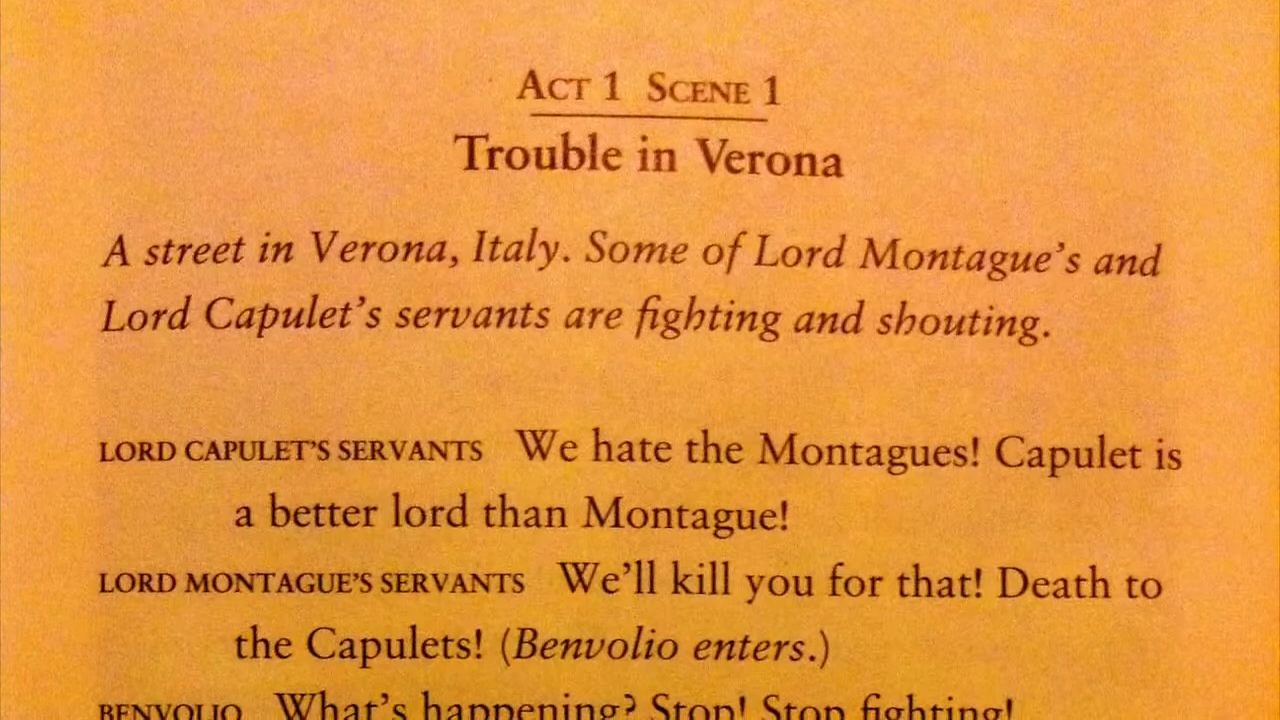 ACT 1 SCENE 1
Trouble in Verona
A street in Verona, Italy. Some of Lord Montague's and
Lord Capulet's servants are fighting and shouting.
LORD CAPULET'S SERVANTS We hate the Montagues! Capulet is
a better lord than Montague!
LORD MONTAGUE'S SERVANTS We'll kill you for that! Death to
the Capulets! (Benvolio enters.)
BENVOLIO What's happening? Stop! Stop fighting!